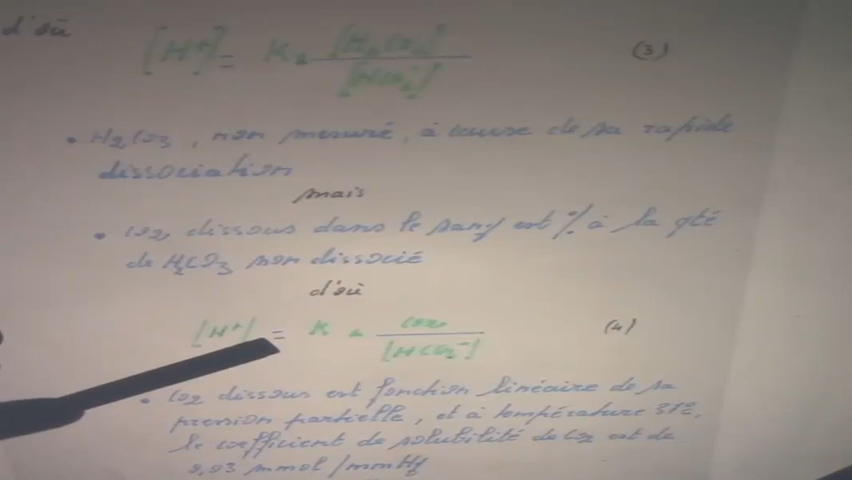 d'où
[H+] = K x [H2CO3] / [HCO3-] (3)
• H2CO3, non mesuré, à cause de sa rapide
dissociation
mais
• CO2 dissous dans le sang est % à la qté
de H2CO3 non dissocié
d'où
[H+] = K x CO2 / [HCO3-] (4)
• CO2 dissous est fonction linéaire de sa
pression partielle, et à température
le coefficient de solubilité de CO2 est de
0,03 mmol/mmHg